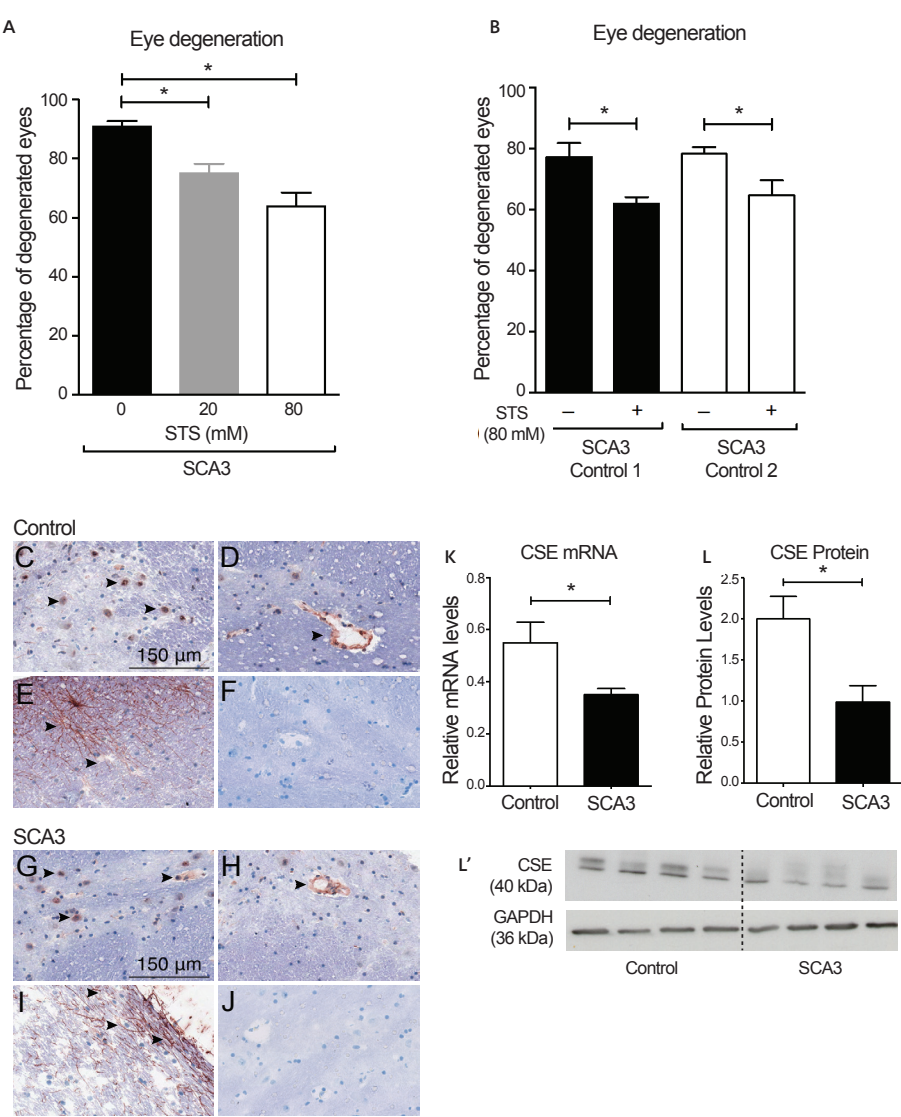 A
Eye degeneration
*
*
Percentage of degenerated eyes
100
80
60
40
20
0
0 20 80
STS (mM)
SCA3
B
Eye degeneration
*
*
Percentage of degenerated eyes
100
80
60
40
20
0
STS
(80 mM)
– + – +
SCA3
Control 1
SCA3
Control 2
Control
C
150 µm
D
E
F
SCA3
G
150 µm
H
I
J
K
CSE mRNA
*
Relative mRNA levels
0.8
0.6
0.4
0.2
0.0
Control SCA3
L
CSE Protein
*
Relative Protein Levels
2.5
2.0
1.5
1.0
0.5
0.0
Control SCA3
L′
CSE
(40 kDa)
GAPDH
(36 kDa)
Control SCA3